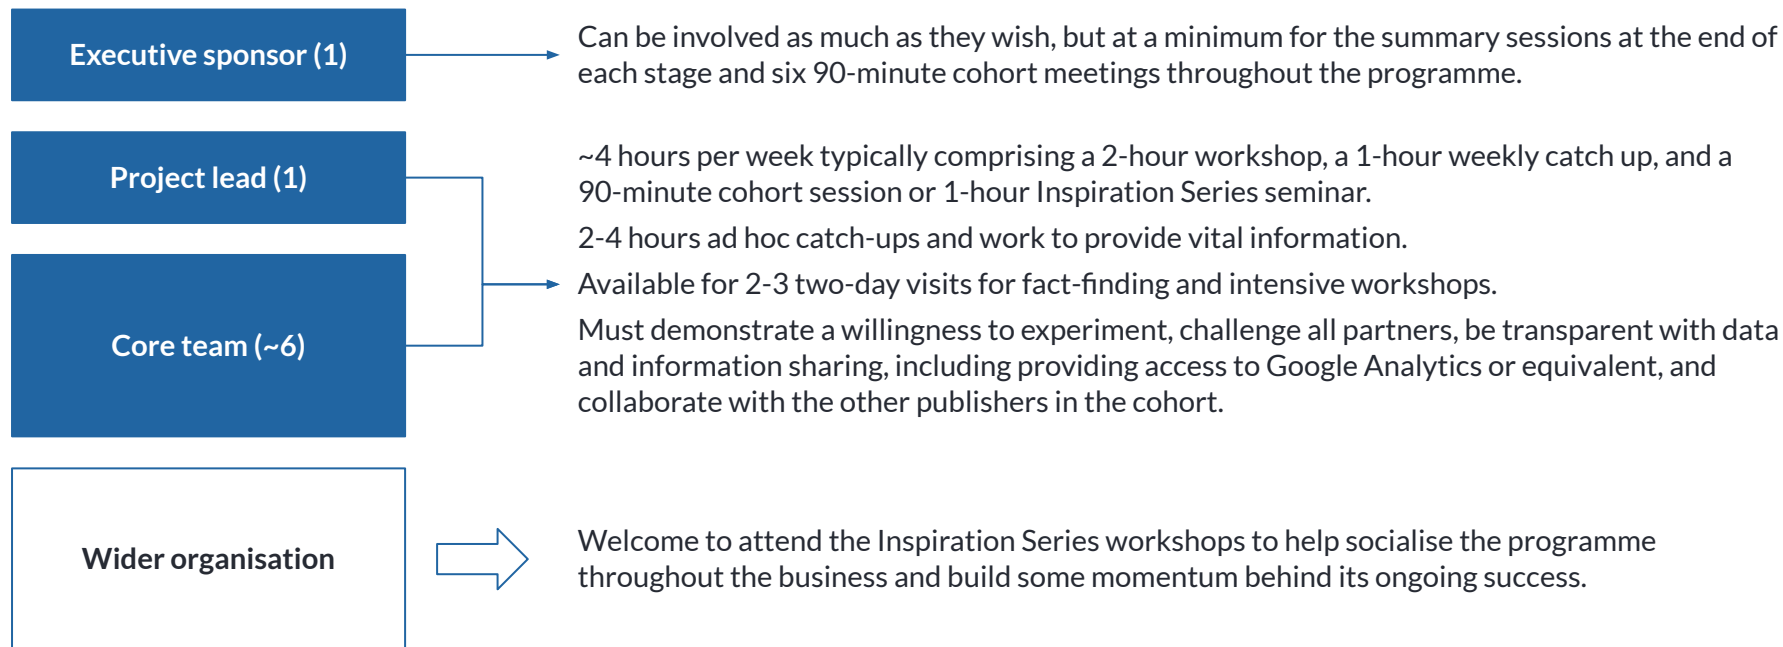 Executive sponsor (1)
Can be involved as much as they wish, but at a minimum for the summary sessions at the end of
each stage and six 90-minute cohort meetings throughout the programme.
Project lead (1)
~4 hours per week typically comprising a 2-hour workshop, a 1-hour weekly catch up, and a
90-minute cohort session or 1-hour Inspiration Series seminar.
2-4 hours ad hoc catch-ups and work to provide vital information.
Available for 2-3 two-day visits for fact-finding and intensive workshops.
Core team (~6)
Must demonstrate a willingness to experiment, challenge all partners, be transparent with data
and information sharing, including providing access to Google Analytics or equivalent, and
collaborate with the other publishers in the cohort.
Wider organisation
Welcome to attend the Inspiration Series workshops to help socialise the programme
throughout the business and build some momentum behind its ongoing success.